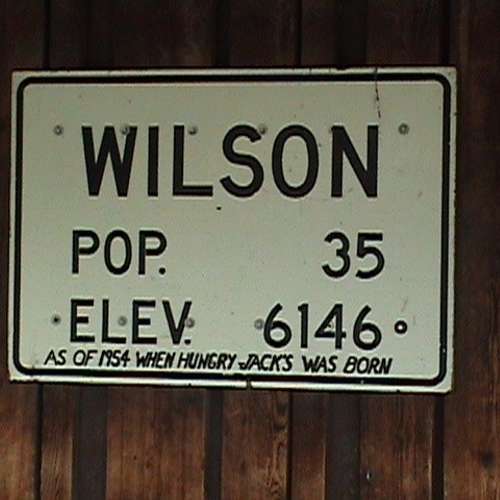 WILSON
POP. 35
ELEV. 6146
AS OF 1954 WHEN HUNGRY JACK'S WAS BORN